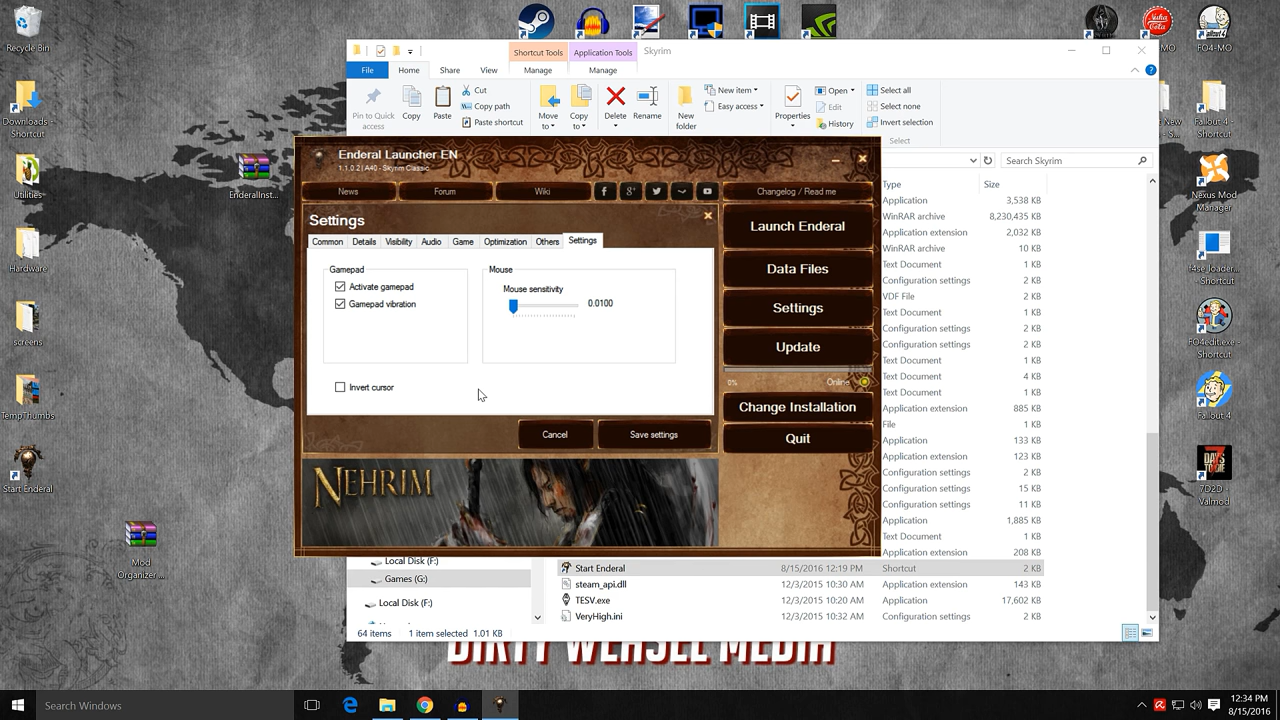 Recycle Bin
Downloads - Shortcut
Utilities
Hardware
screens
TempThumbs
Start Enderal
EnderalInst...
Mod Organizer ...
Shortcut Tools
Application Tools
Skyrim
File
Home
Share
View
Manage
Manage
Pin to Quick access
Copy
Paste
Cut
Copy path
Paste shortcut
Move to
Copy to
Delete
Rename
New folder
New item
Easy access
Properties
Open
Edit
History
Select all
Select none
Invert selection
Select
Search Skyrim
Enderal Launcher EN
1.1.0.2 | A40 - Skyrim Classic
News
Forum
Wiki
Changelog / Read me
Settings
Common
Details
Visibility
Audio
Game
Optimization
Others
Settings
Gamepad
Activate gamepad
Gamepad vibration
Mouse
Mouse sensitivity
0.0100
Invert cursor
Cancel
Save settings
NEHRIM
Launch Enderal
Data Files
Settings
Update
0%
Online
Change Installation
Quit
Type
Size
Application 3,538 KB
WinRAR archive 8,230,435 KB
Application extension 2,032 KB
WinRAR archive 10 KB
Text Document 1 KB
Configuration settings 2 KB
VDF File 2 KB
Text Document 1 KB
Configuration settings 2 KB
Configuration settings 2 KB
Text Document 1 KB
Text Document 4 KB
Text Document 1 KB
Application extension 885 KB
File 1 KB
Application 133 KB
Application extension 123 KB
Configuration settings 2 KB
Configuration settings 15 KB
Configuration settings 11 KB
Application 1,885 KB
Text Document 1 KB
Application extension 208 KB
Start Enderal 8/15/2016 12:19 PM Shortcut 2 KB
steam_api.dll 12/3/2015 10:30 AM Application extension 143 KB
TESV.exe 12/3/2015 10:20 AM Application 17,602 KB
VeryHigh.ini 12/3/2015 10:32 AM Configuration settings 2 KB
Local Disk (F:)
Games (G:)
Local Disk (F:)
64 items
1 item selected 1.01 KB
DIRTY WEASEL MEDIA
FO4-MO
Fallout 4 - Shortcut
Nexus Mod Manager
f4se_loader...
FO4edit.exe - Shortcut
Fallout 4
7D2D - Valmod
Search Windows
12:34 PM
8/15/2016